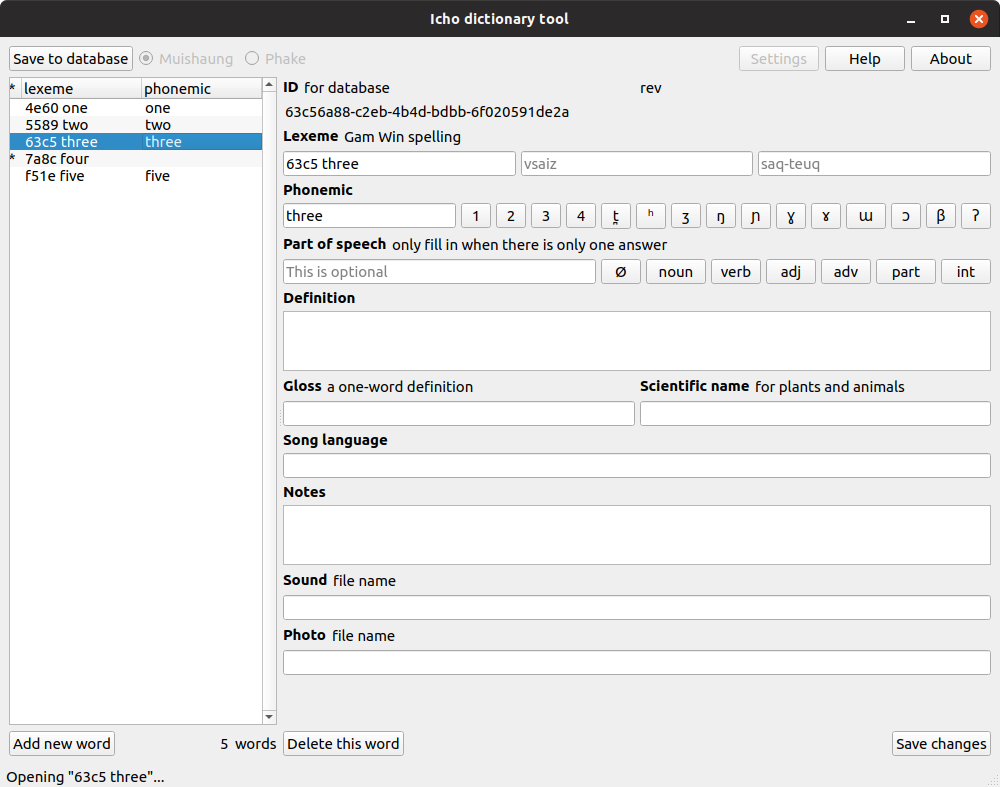 Icho dictionary tool
Save to database Muishaung Phake Settings Help About
* lexeme phonemic
4e60 one one
5589 two two
63c5 three three
* 7a8c four
f51e five five
ID for database rev
63c56a88-c2eb-4b4d-bdbb-6f020591de2a
Lexeme Gam Win spelling
63c5 three vsaiz saq-teuq
Phonemic
three 1 2 3 4 t̪ ʰ ʒ ŋ ɲ ɣ ɤ ɯ ɔ β ʔ
Part of speech only fill in when there is only one answer
This is optional Ø noun verb adj adv part int
Definition
Gloss a one-word definition Scientific name for plants and animals
Song language
Notes
Sound file name
Photo file name
Add new word 5 words Delete this word Save changes
Opening "63c5 three"...